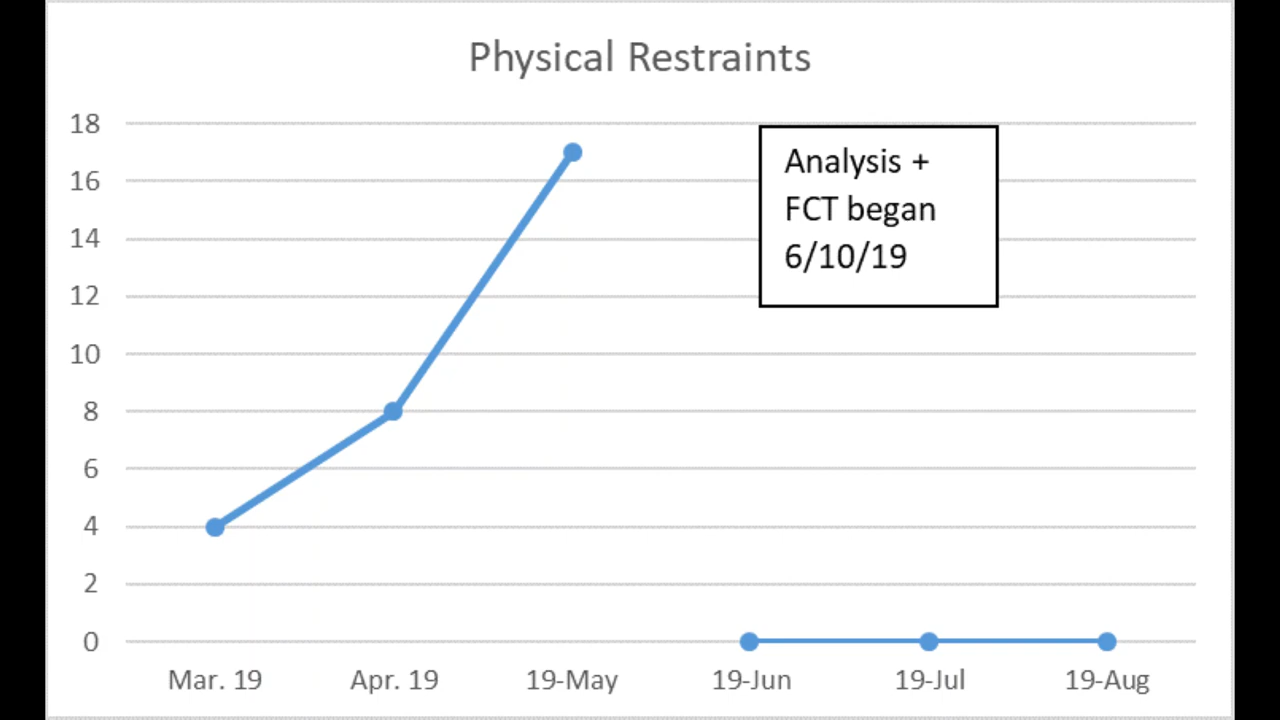 Physical Restraints
18
16
14
12
10
8
6
4
2
0
Analysis +
FCT began
6/10/19
Mar. 19 Apr. 19 19-May 19-Jun 19-Jul 19-Aug